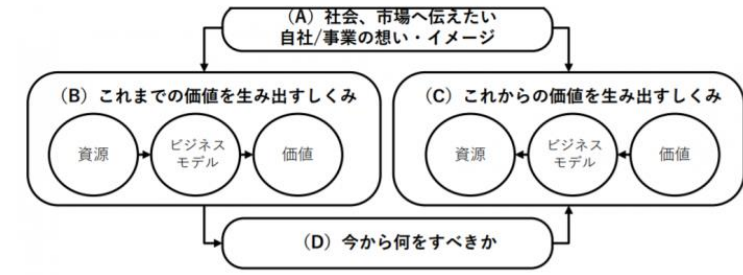 （A）社会、市場へ伝えたい
自社/事業の想い・イメージ
（B）これまでの価値を生み出すしくみ
資源
ビジネス
モデル
価値
（C）これからの価値を生み出すしくみ
資源
ビジネス
モデル
価値
（D）今から何をすべきか